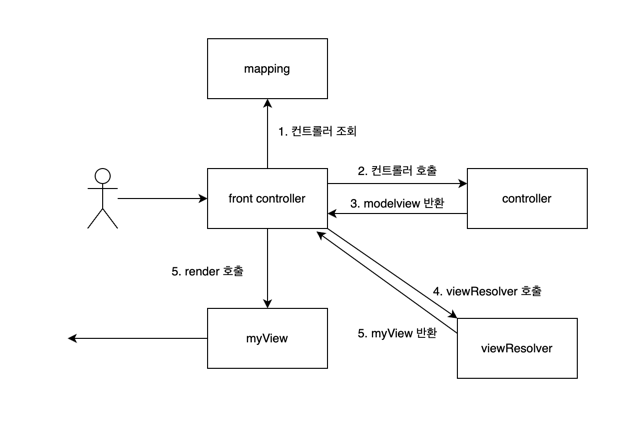 mapping
1. 컨트롤러 조회
2. 컨트롤러 호출
front controller
controller
3. modelview 반환
5. render 호출
4. viewResolver 호출
5. myView 반환
myView
viewResolver